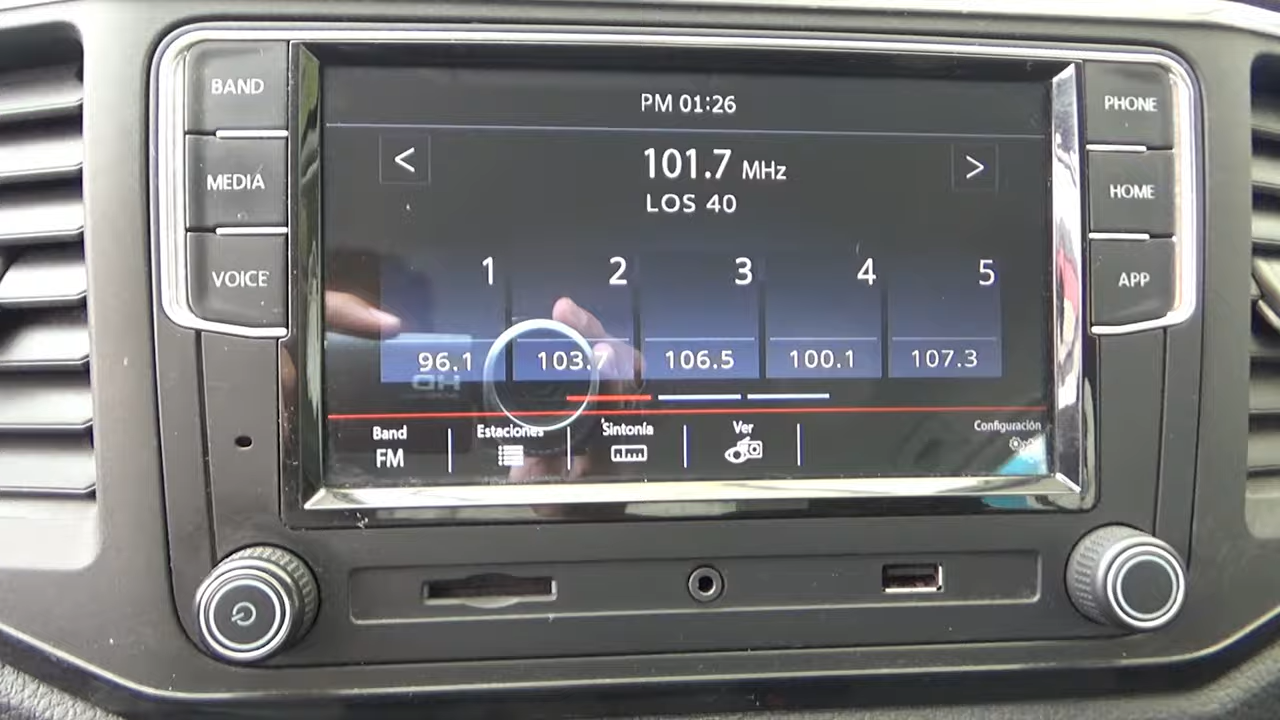 BAND
MEDIA
VOICE
PM 01:26
<
>
101.7 MHz
LOS 40
1 2 3 4 5
96.1 103.7 106.5 100.1 107.3
Band Estaciones Sintonía Ver Configuración
FM
PHONE
HOME
APP